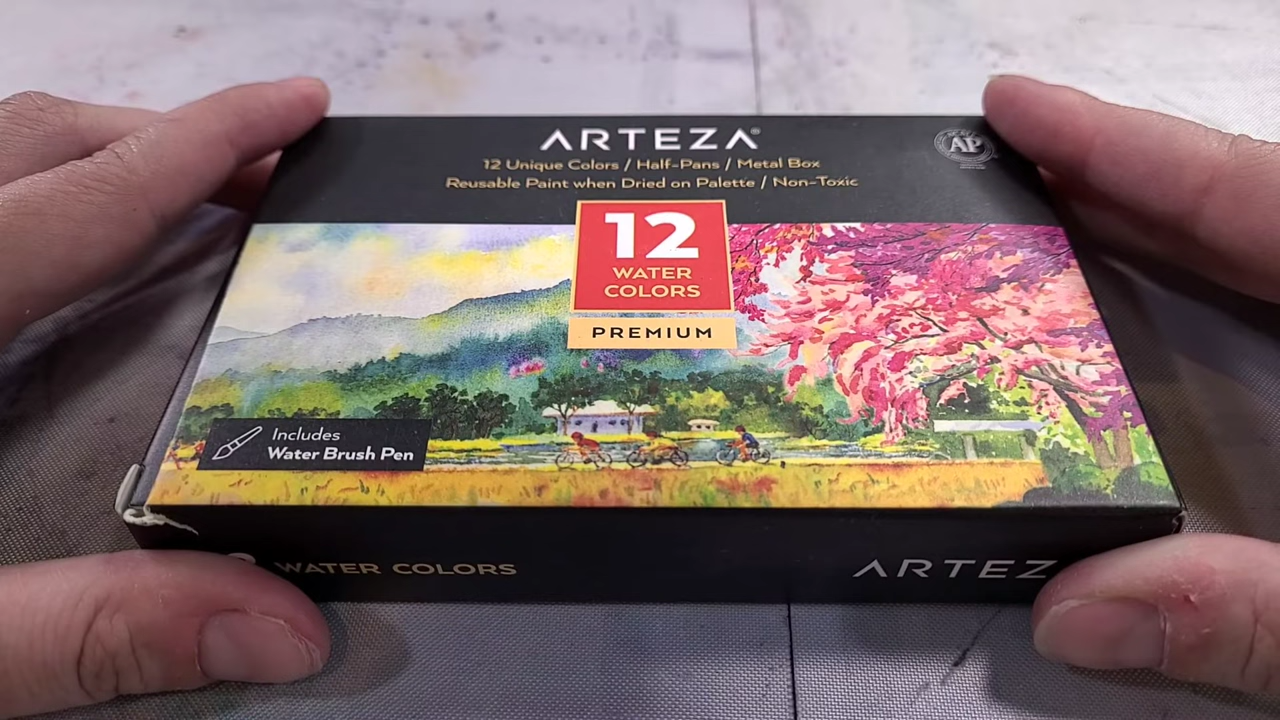 ARTEZA®
12 Unique Colors / Half-Pans / Metal Box
Reusable Paint when Dried on Palette / Non-Toxic
AP
12
WATER
COLORS
PREMIUM
Includes
Water Brush Pen
WATER COLORS
ARTEZ